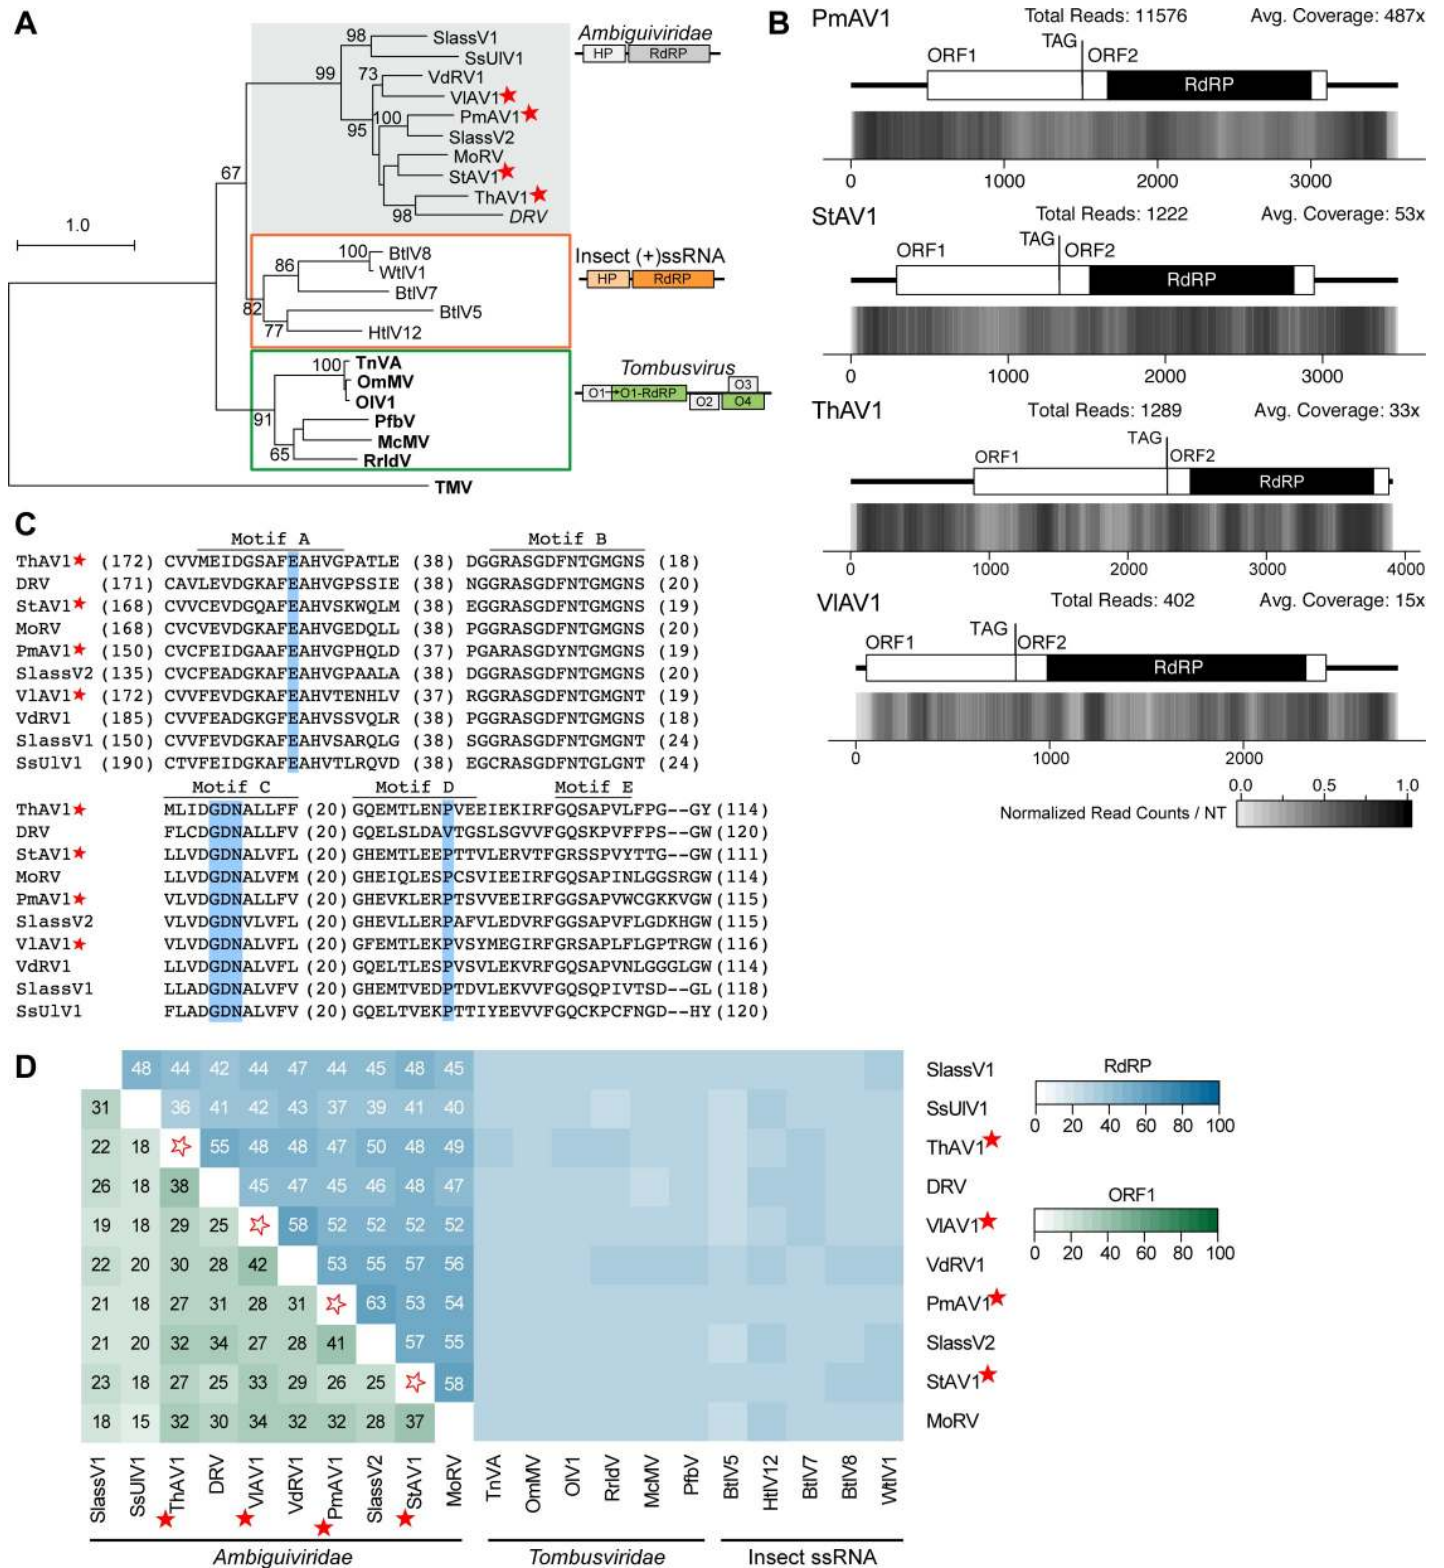 A
98
SlassV1
SsUlV1
99
73
VdRV1
VlAV1
100
PmAV1
95
SlassV2
MoRV
StAV1
ThAV1
98
DRV
67
1.0
100
BtIV8
86
WtIV1
BtIV7
82
BtIV5
77
HtIV12
100
TnVA
OmMV
OlV1
91
PfbV
McMV
65
RrldV
TMV
Ambiguiviridae
HP RdRP
Insect (+)ssRNA
HP RdRP
Tombusvirus
O1 O1-RdRP O2 O3 O4
B
PmAV1 Total Reads: 11576 Avg. Coverage: 487x
TAG
ORF1 ORF2
RdRP
0 1000 2000 3000
StAV1 Total Reads: 1222 Avg. Coverage: 53x
TAG
ORF1 ORF2
RdRP
0 1000 2000 3000
ThAV1 Total Reads: 1289 Avg. Coverage: 33x
TAG
ORF1 ORF2
RdRP
0 1000 2000 3000 4000
VlAV1 Total Reads: 402 Avg. Coverage: 15x
TAG
ORF1 ORF2
RdRP
0 1000 2000
Normalized Read Counts / NT 0.0 1.0
C
Motif A Motif B
ThAV1 (172) CVVMEIDGSAFEAHVGPATLE (38) DGGRASGDFNTGMGNS (18)
DRV (171) CAVLEVDGKAFEAHVGPSSIE (38) NGGRASGDFNTGMGNS (20)
StAV1 (168) CVVCEVDGQAFEAHVSKWQLM (38) EGGRASGDFNTGMGNS (19)
MoRV (168) CVCVEVDGKAFEAHVGEDQLL (38) PGGRASGDYNTGMGNS (20)
PmAV1 (150) CVCFEIDGAAFEAHVGPHQLD (37) PGARASGDYNTGMGNS (19)
SlassV2 (135) CVCFEADGKAFEAHVGPAALA (38) DGGRASGDFNTGMGNS (20)
VlAV1 (172) CVVFEVDGKAFEAHVTENHLV (37) RGGRASGDFNTGMGNT (19)
VdRV1 (185) CVVFEADGKGFEAHVSSVQLR (38) PGGRASGDFNTGMGNS (18)
SlassV1 (150) CVVFEVDGKAFEAHVSARQLG (38) SGGRASGDFNTGMGNT (24)
SsUlV1 (190) CTVFEIDGKAFEAHVTLRQVD (38) EGCRASGDFNTGLGNT (24)
Motif C Motif D Motif E
ThAV1 MLIDGDNALLFF (20) GQEMTLENPVEEIEKIRFGQSAPVLFPG--GY (114)
DRV FLCDGDNALLFV (20) GQELSLDAVTGSLSGVVFGQSKPVFFPS--GW (120)
StAV1 LLVDGDNALVFL (20) GHEMTLEEPTTVLERVTFGRSSPVYTTG--GW (111)
MoRV LLVDGDNALVFM (20) GHEIQLESPCSVIEEIRFGQSAPINLGGSRGW (114)
PmAV1 VLVDGDNALLFV (20) GHEVKLERPTSVVEEIRFGGSAPVWCGKKVGW (115)
SlassV2 VLVDGDNVLVFL (20) GHEVLLERPAFVLEDVRFGGSAPVFLGDKHGW (115)
VlAV1 VLVDGDNALVFL (20) GFEMTLEKPVSYMEGIRFGRSAPLFLGPTRGW (116)
VdRV1 LLVDGDNALVFL (20) GQELTLESPVSVLEKVRFGQSAPVNLGGGLGW (114)
SlassV1 LLADGDNALVFV (20) GHEMTVEDPTDVLEKVVFGQSQPIVTSD--GL (118)
SsUlV1 FLADGDNALVFV (20) GQELTVEKPTTIYEEVVFGQCKPCFNGD--HY (120)
D
48 44 42 44 47 44 45 48 45 SlassV1
31 36 41 42 43 37 39 41 40 SsUlV1
22 18 55 48 48 47 50 48 49 ThAV1
26 18 38 45 47 45 46 48 47 DRV
19 18 29 25 58 52 52 52 52 VlAV1
22 20 30 28 42 53 55 57 56 VdRV1
21 18 27 31 28 31 63 53 54 PmAV1
21 20 32 34 27 28 41 57 55 SlassV2
23 18 27 25 33 29 26 25 58 StAV1
18 15 32 30 34 32 32 28 37 MoRV
SlassV1 SsUlV1 ThAV1 DRV VlAV1 VdRV1 PmAV1 SlassV2 StAV1 MoRV TnVA OmMV OlV1 RrldV McMV PfbV BtIV5 HtIV12 BtIV7 BtIV8 WtIV1
Ambiguiviridae Tombusviridae Insect ssRNA
RdRP
0 20 40 60 80 100
ORF1
0 20 40 60 80 100